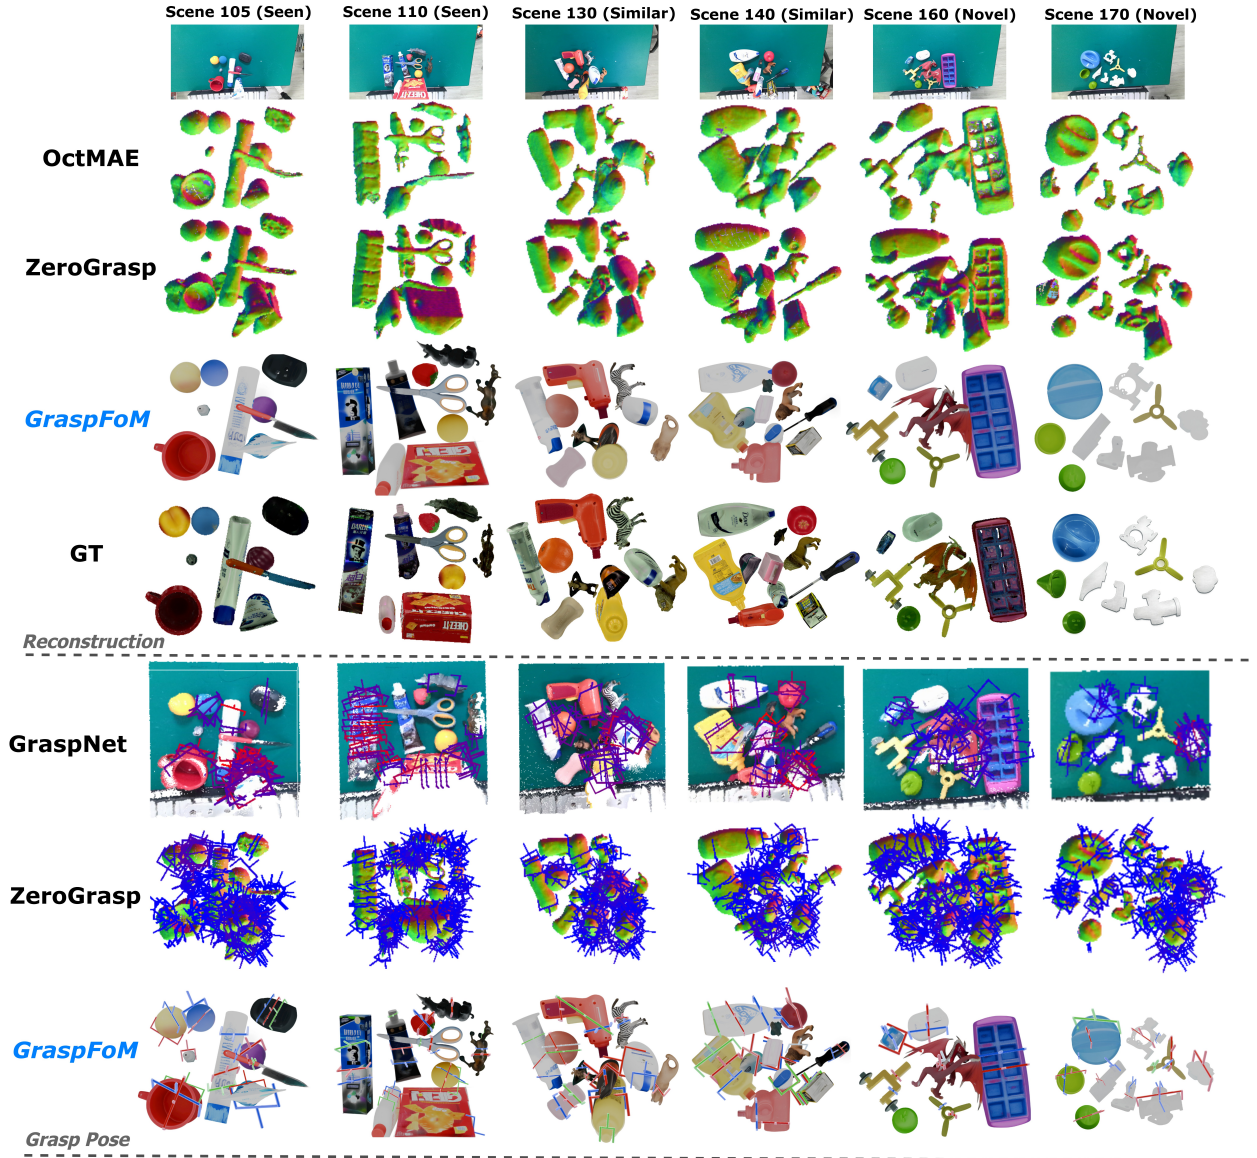 Scene 105 (Seen) Scene 110 (Seen) Scene 130 (Similar) Scene 140 (Similar) Scene 160 (Novel) Scene 170 (Novel)
OctMAE
ZeroGrasp
GraspFoM
GT
Reconstruction
GraspNet
ZeroGrasp
GraspFoM
Grasp Pose